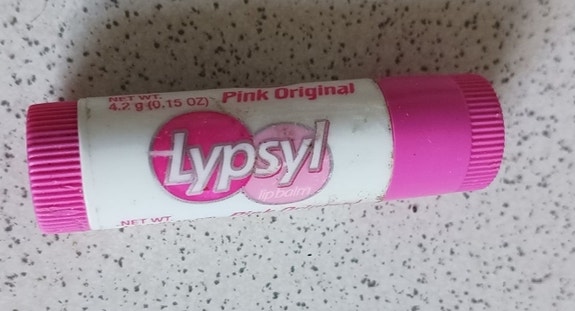 NET WT.
4.2 g (0.15 OZ)
Pink Original
Lypsyl
lip balm
NET WT.